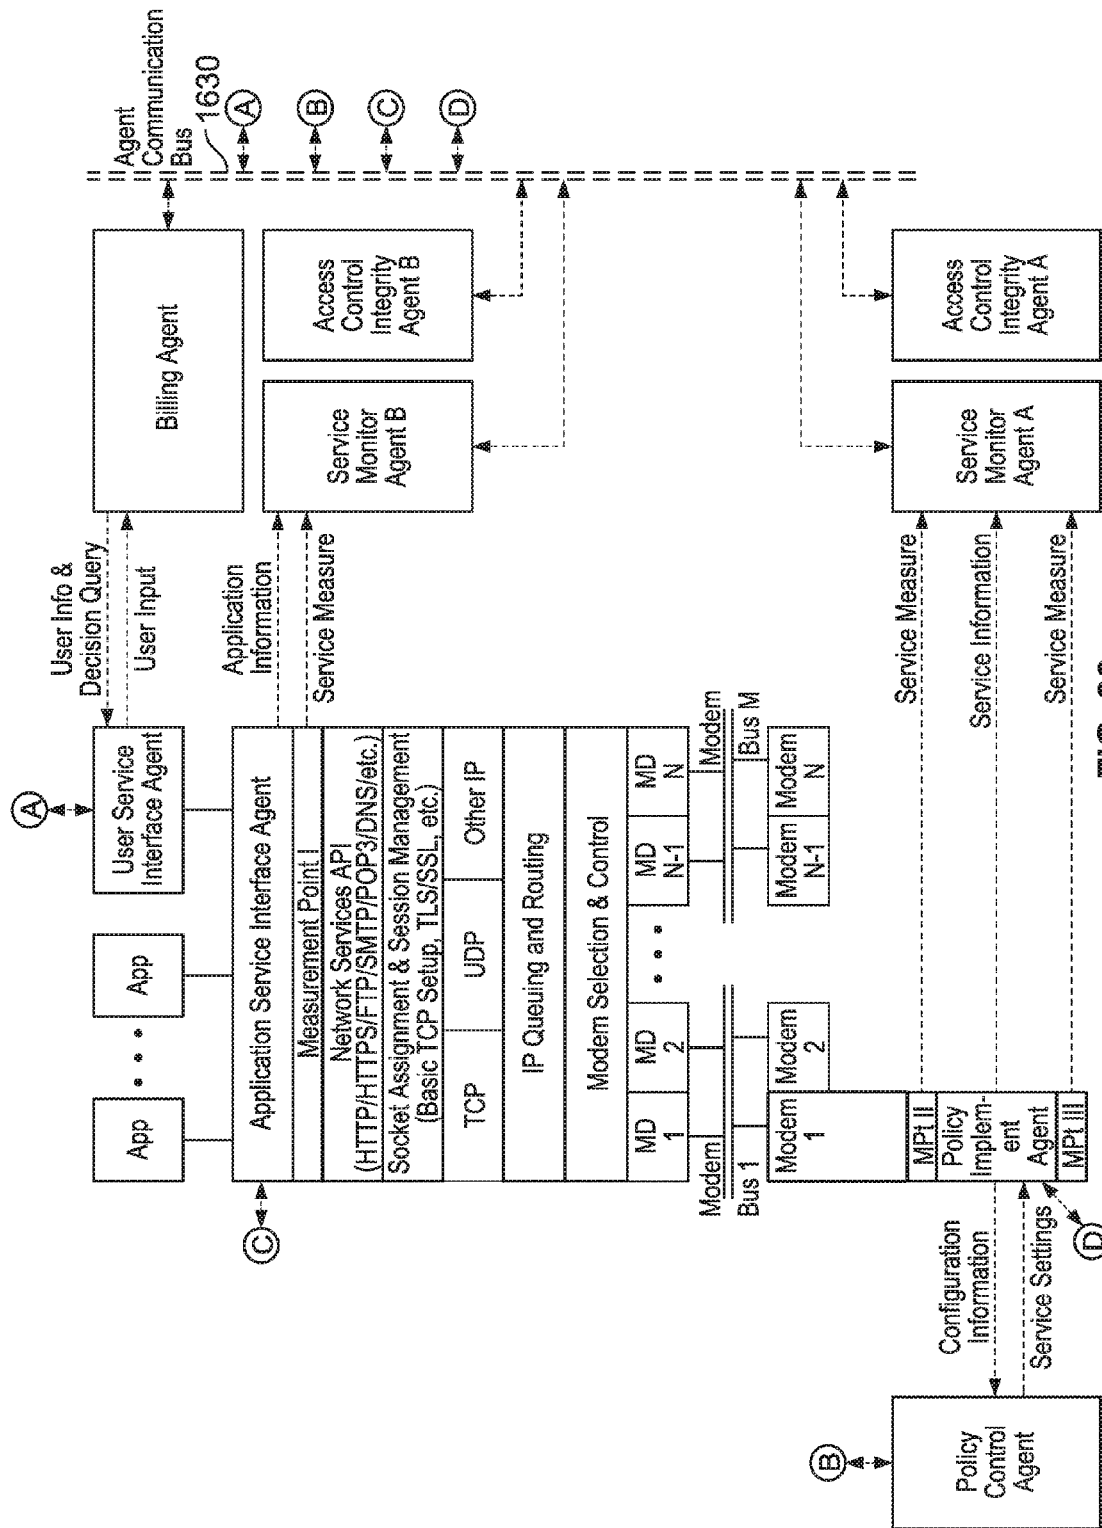 Agent
Communication
Bus
1630
A
B
C
D
Billing Agent
Access
Control
Integrity
Agent B
Service
Monitor
Agent B
Access
Control
Integrity
Agent A
Service
Monitor
Agent A
User Info &
Decision Query
User Input
Application
Information
Service Measure
Service Measure
Service Information
Service Measure
A
User Service
Interface Agent
App
• • •
App
Application Service Interface Agent
Measurement Point I
Network Services API
(HTTP/HTTPS/FTP/SMTP/POP3/DNS/etc.)
Socket Assignment & Session Management
(Basic TCP Setup, TLS/SSL, etc.)
TCP
UDP
Other IP
IP Queuing and Routing
Modem Selection & Control
MD
1
MD
2
• • • •
MD
N-1
MD
N
Modem
Bus 1
Modem
Bus M
Modem
1
Modem
2
Modem
N-1
Modem
N
MPt II
Policy
Implem-
ent
Agent
MPt III
C
D
Configuration
Information
Service Settings
B
Policy
Control
Agent